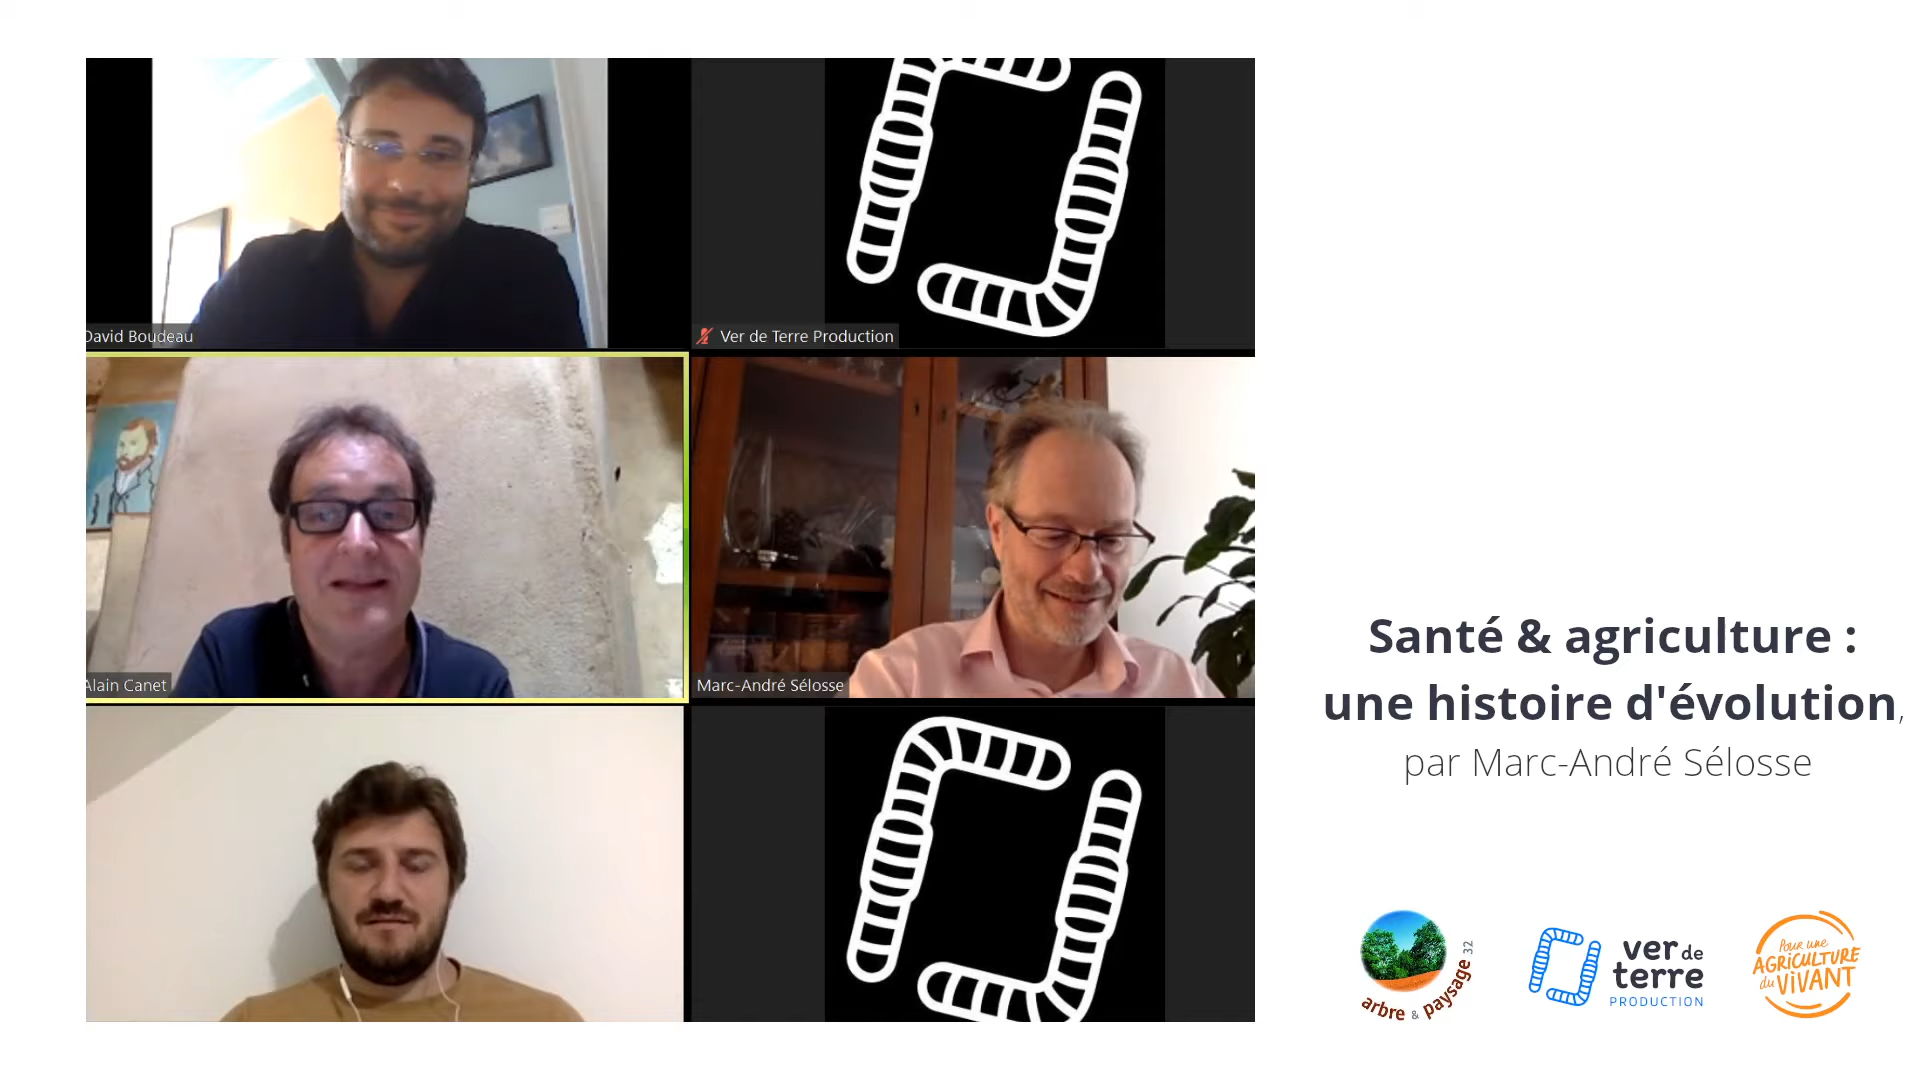 David Boudeau
Ver de Terre Production
Alain Canet
Marc-André Sélosse
Santé & agriculture :
une histoire d'évolution,
par Marc-André Sélosse
arbre & paysage 32
ver de
terre
PRODUCTION
Pour une
AGRICULTURE
du VIVANT